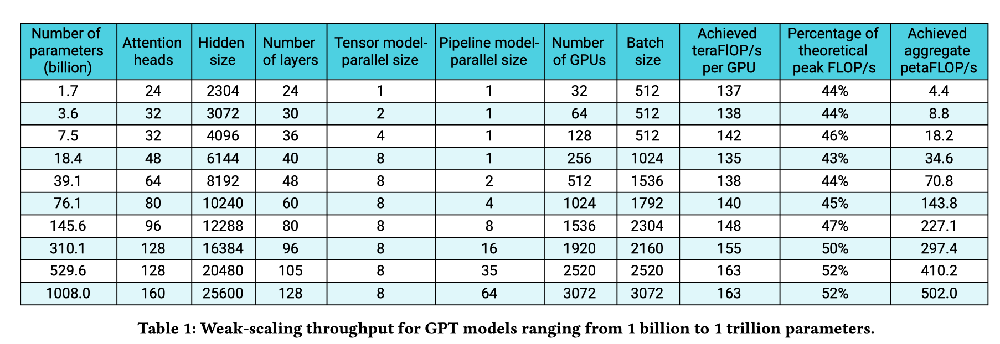 Number of parameters (billion) Attention heads Hidden size Number of layers Tensor model-parallel size Pipeline model-parallel size Number of GPUs Batch size Achieved teraFlOP/s per GPU Percentage of theoretical peak FLOP/s Achieved aggregate petaFLOP/s
1.7 24 2304 24 1 1 32 512 137 44% 4.4
3.6 32 3072 30 2 1 64 512 138 44% 8.8
7.5 32 4096 36 4 1 128 512 142 46% 18.2
18.4 48 6144 40 8 1 256 1024 135 43% 34.6
39.1 64 8192 48 8 2 512 1536 138 44% 70.8
76.1 80 10240 60 8 4 1024 1792 140 45% 143.8
145.6 96 12288 80 8 8 1536 2304 148 47% 227.1
310.1 128 16384 96 8 16 1920 2160 155 50% 297.4
529.6 128 20480 105 8 35 2520 2520 163 52% 410.2
1008.0 160 25600 128 8 64 3072 3072 163 52% 502.0
Table 1: Weak-scaling throughput for GPT models ranging from 1 billion to 1 trillion parameters.